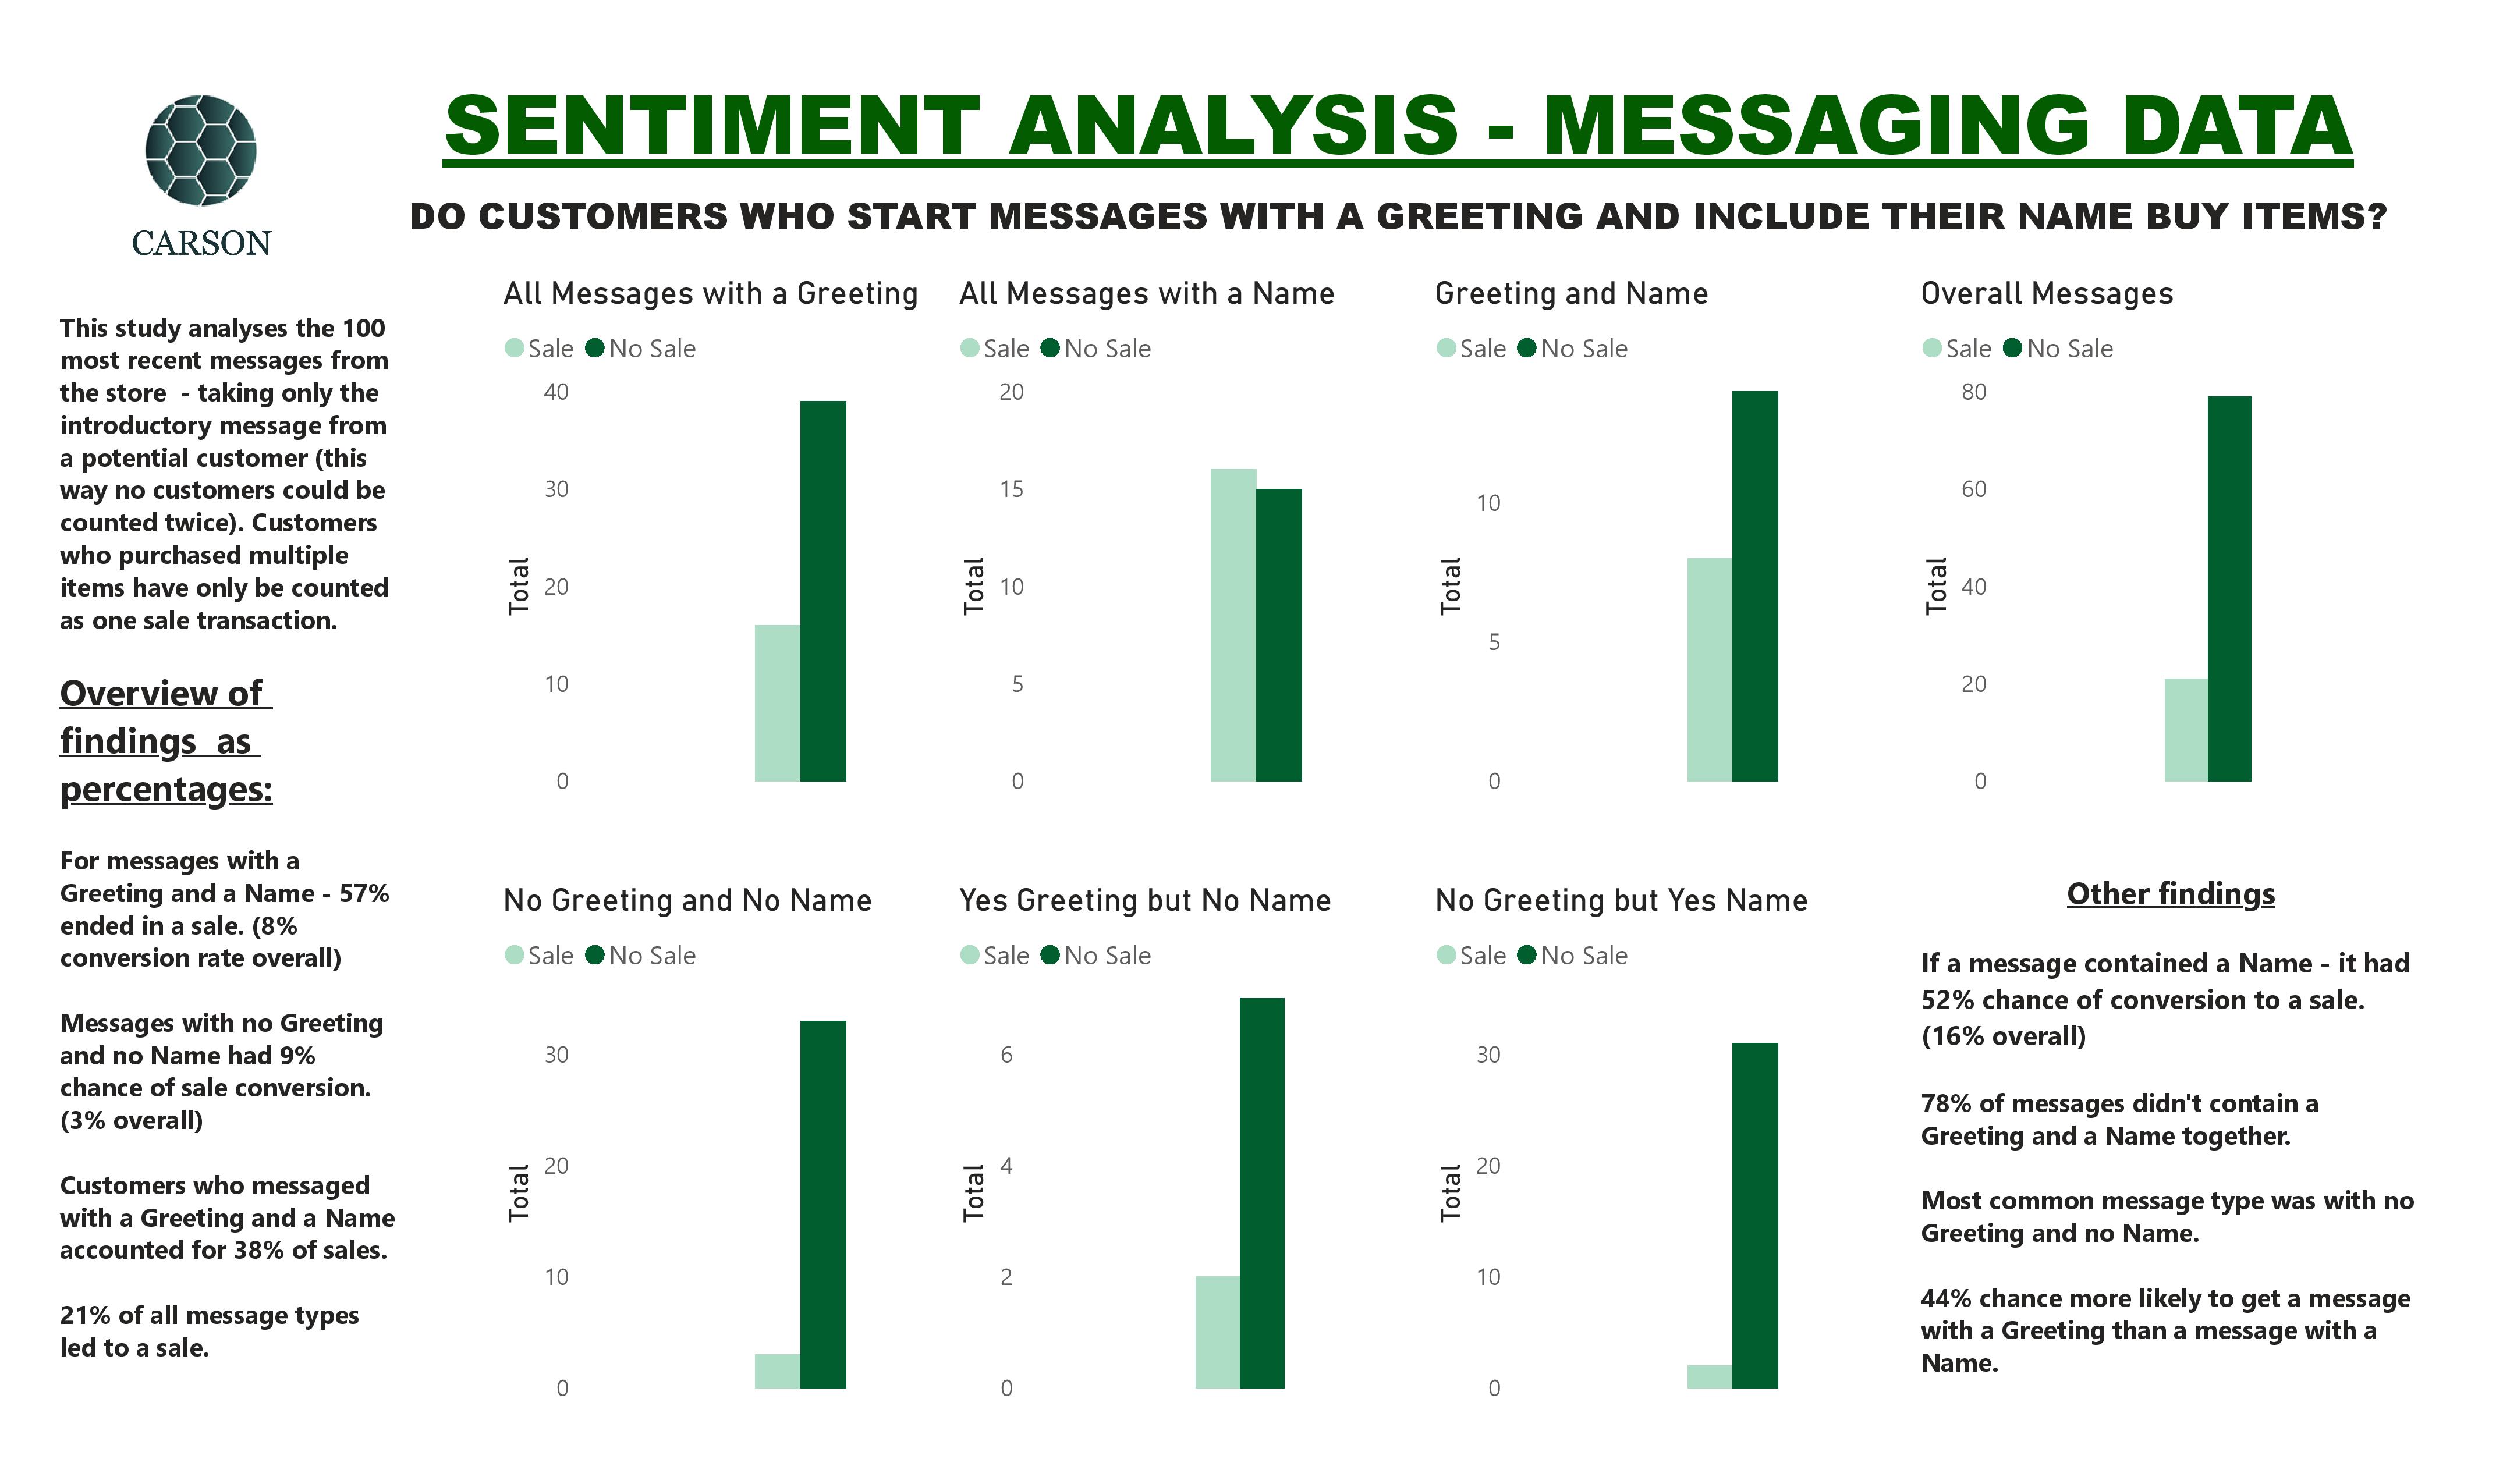 SENTIMENT ANALYSIS - MESSAGING DATA
DO CUSTOMERS WHO START MESSAGES WITH A GREETING AND INCLUDE THEIR NAME BUY ITEMS?
CARSON
This study analyses the 100
most recent messages from
the store  - taking only the
introductory message from
a potential customer (this
way no customers could be
counted twice). Customers
who purchased multiple
items have only be counted
as one sale transaction.
Overview of
findings  as
percentages:
For messages with a
Greeting and a Name - 57%
ended in a sale. (8%
conversion rate overall)
Messages with no Greeting
and no Name had 9%
chance of sale conversion.
(3% overall)
Customers who messaged
with a Greeting and a Name
accounted for 38% of sales.
21% of all message types
led to a sale.
All Messages with a Greeting
Sale No Sale
40
30
20
10
0
Total
All Messages with a Name
Sale No Sale
20
15
10
5
0
Total
Greeting and Name
Sale No Sale
10
5
0
Total
Overall Messages
Sale No Sale
80
60
40
20
0
Total
No Greeting and No Name
Sale No Sale
30
20
10
0
Total
Yes Greeting but No Name
Sale No Sale
6
4
2
0
Total
No Greeting but Yes Name
Sale No Sale
30
20
10
0
Total
Other findings
If a message contained a Name - it had
52% chance of conversion to a sale.
(16% overall)
78% of messages didn't contain a
Greeting and a Name together.
Most common message type was with no
Greeting and no Name.
44% chance more likely to get a message
with a Greeting than a message with a
Name.